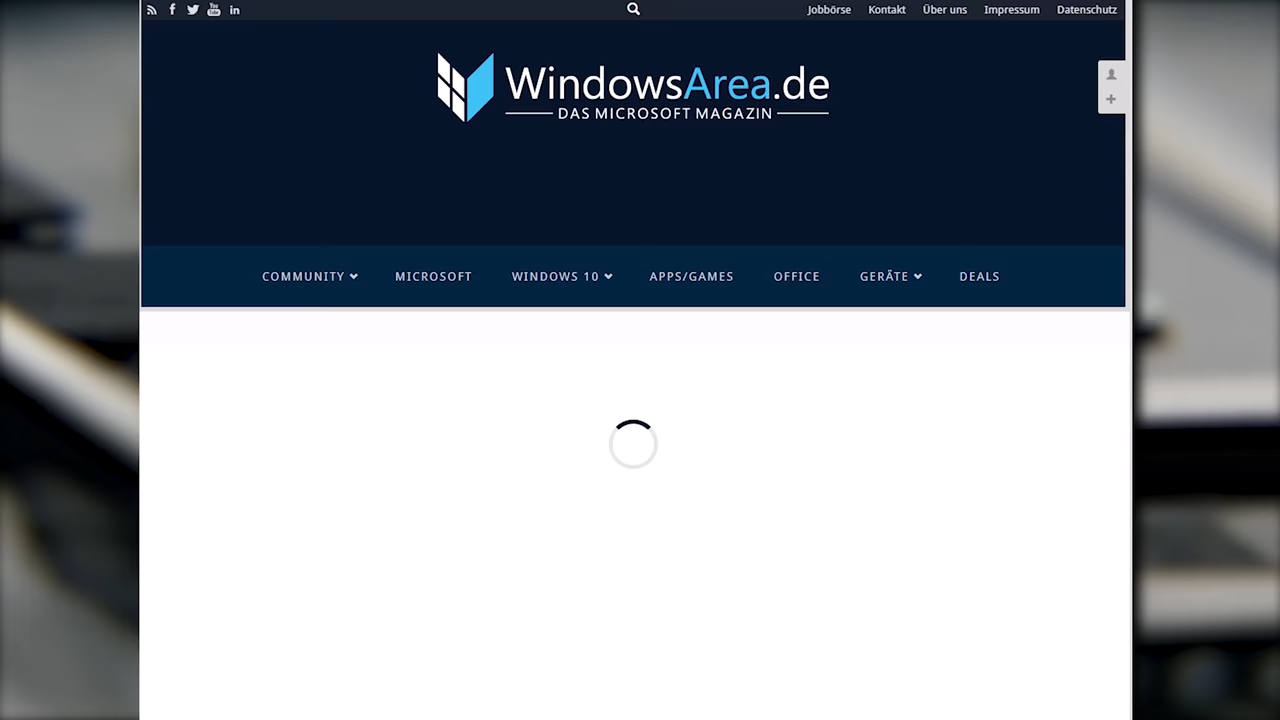 Jobbörse Kontakt Über uns Impressum Datenschutz
WindowsArea.de
DAS MICROSOFT MAGAZIN
COMMUNITY MICROSOFT WINDOWS 10 APPS/GAMES OFFICE GERÄTE DEALS